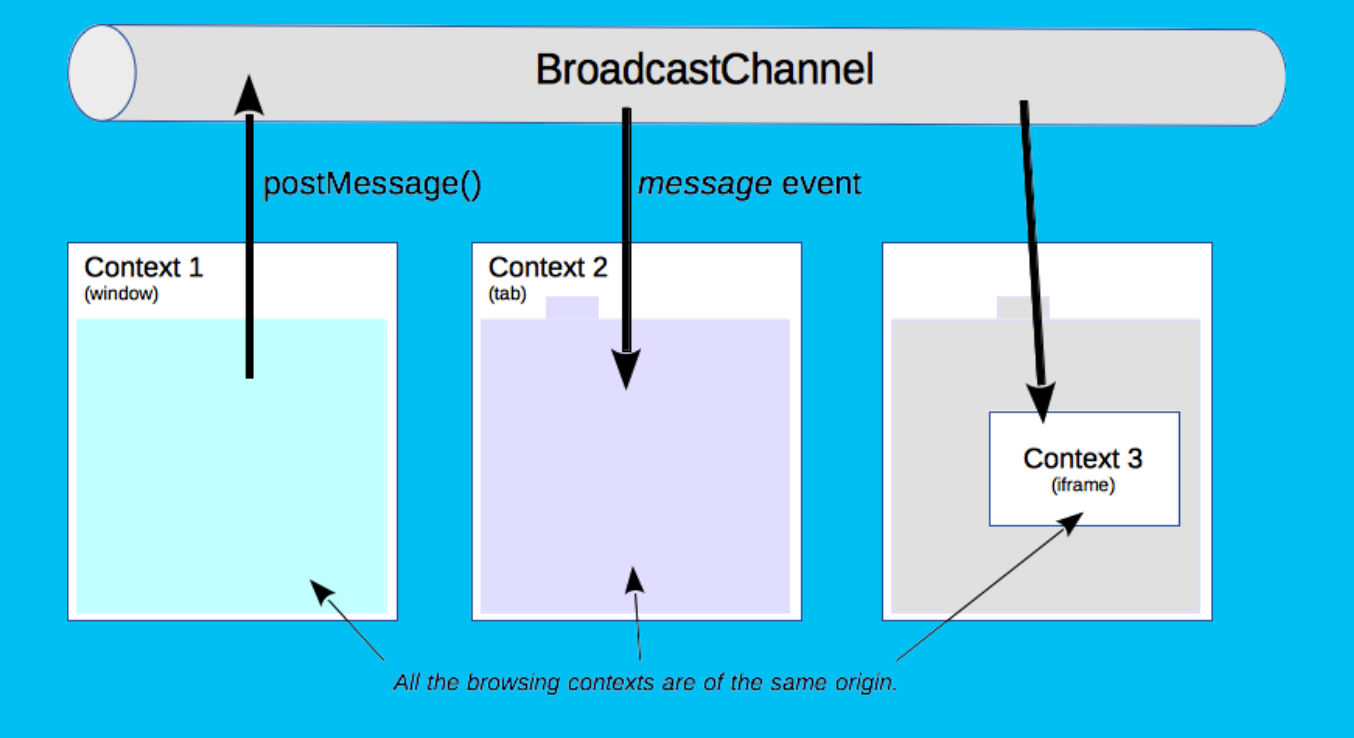 BroadcastChannel
postMessage()
message event
Context 1
(window)
Context 2
(tab)
Context 3
(iframe)
All the browsing contexts are of the same origin.